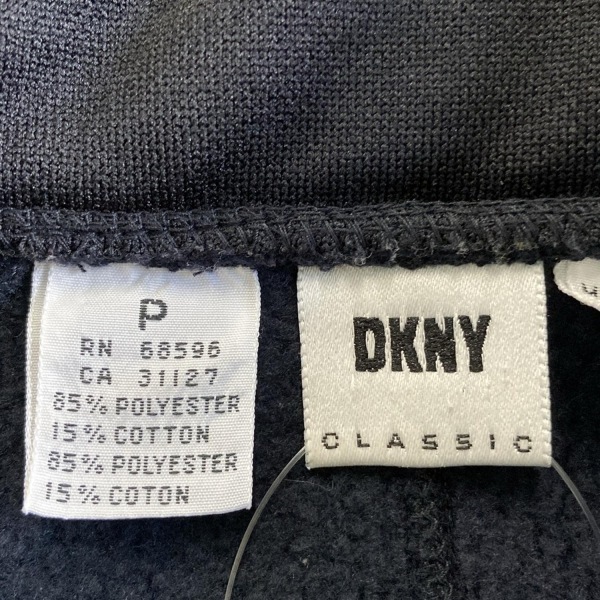 P
RN 68596
CA 31127
85% POLYESTER
15% COTTON
85% POLYESTER
15% COTON
DKNY
CLASSIC